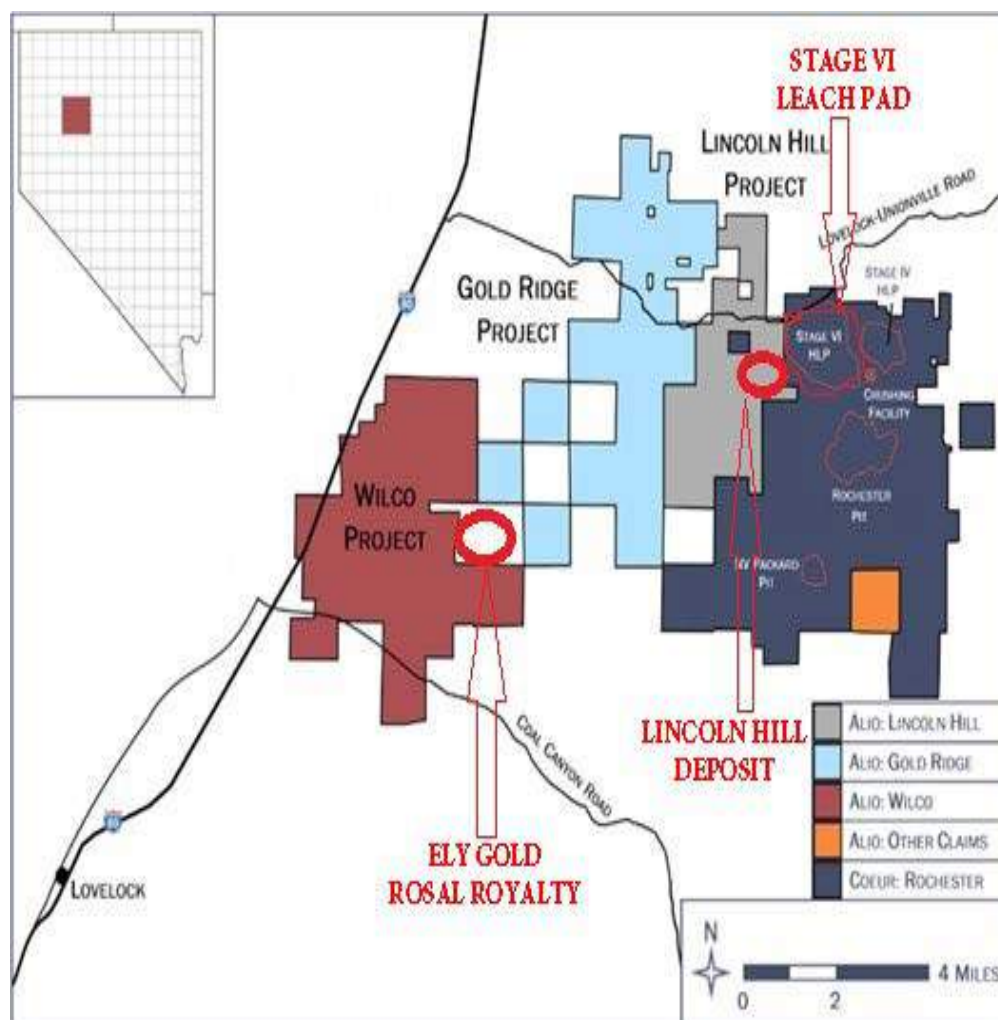 STAGE VI
LEACH PAD
LINCOLN HILL
PROJECT
LOVELOCK-UNIONVILLE ROAD
STAGE IV
HLP
GOLD RIDGE
PROJECT
STAGE VI
HLP
CRUSHING
FACILITY
WILCO
PROJECT
ROCHESTER
PIT
NV PACKARD
PIT
COAL CANYON ROAD
LINCOLN HILL
DEPOSIT
ELY GOLD
ROSAL ROYALTY
LOVELOCK
ALIO: LINCOLN HILL
ALIO: GOLD RIDGE
ALIO: WILCO
ALIO: OTHER CLAIMS
COEUR: ROCHESTER
N
4 MILES
0 2